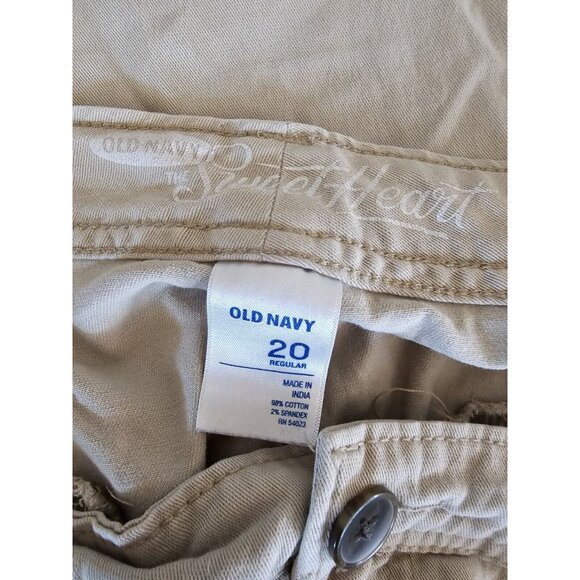 OLD NAVY
THE Sweet Heart
OLD NAVY
20
REGULAR
MADE IN
INDIA
98% COTTON
2% SPANDEX
RN 54023